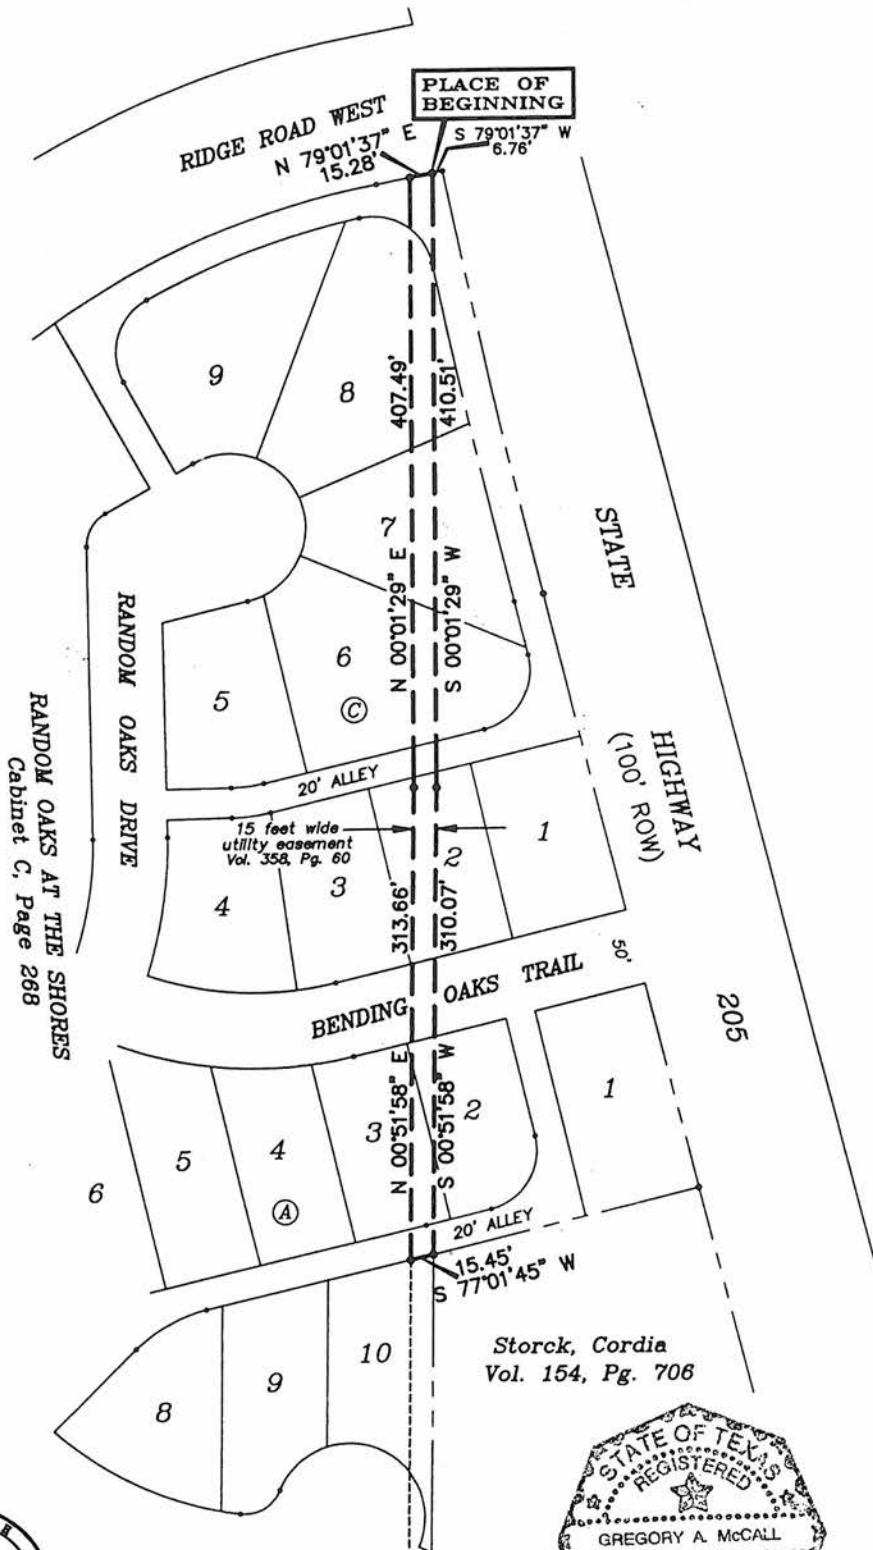 PLACE OF
BEGINNING
RIDGE ROAD WEST
N 79°01'37" E
15.28'
S 79°01'37" W
6.76'
9
8
407.49'
410.51'
7
N 00°01'29" E
S 00°01'29" W
STATE
HIGHWAY
(100' ROW)
205
RANDOM OAKS DRIVE
RANDOM OAKS AT THE SHORES
Cabinet C, Page 268
5
6
C
20' ALLEY
15 feet wide
utility easement
Vol. 358, Pg. 60
4
3
2
1
313.66'
310.07'
BENDING OAKS TRAIL
50'
N 00°51'58" E
S 00°51'58" W
6
5
4
3
2
1
A
20' ALLEY
15.45'
S 77°01'45" W
8
9
10
Storck, Cordia
Vol. 154, Pg. 706
STATE OF TEXAS
REGISTERED
GREGORY A. McCALL
H